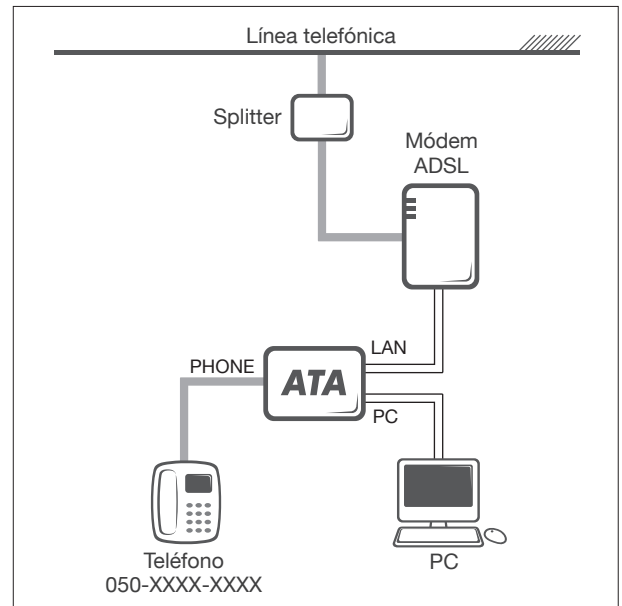 Línea telefónica
Splitter
Módem
ADSL
LAN
PHONE
ATA
PC
Teléfono
050-XXXX-XXXX
PC